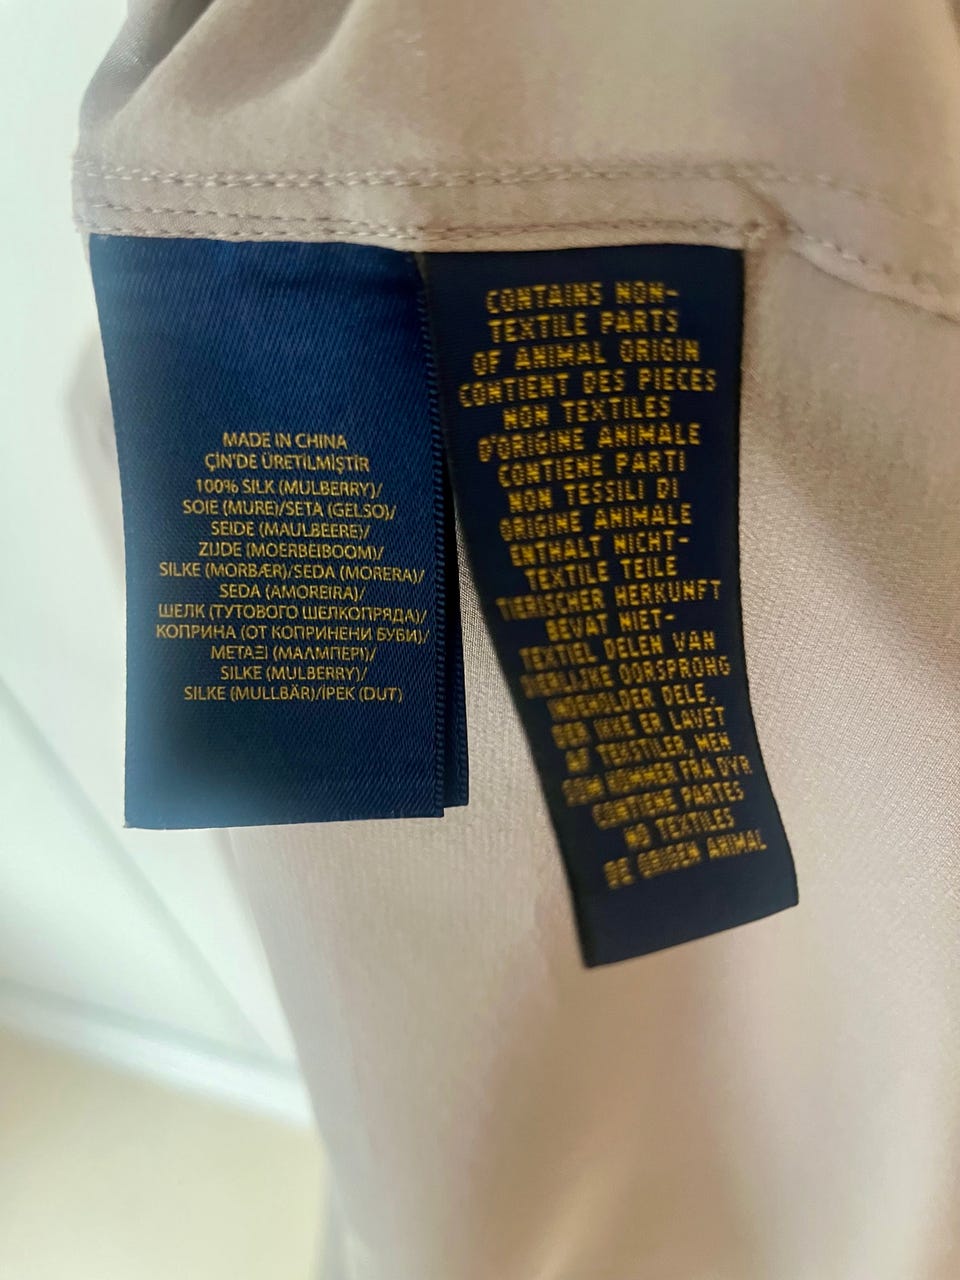 MADE IN CHINA
ÇİN'DE ÜRETİLMİŞTİR
100% SILK (MULBERRY)/
SOIE (MURE)/SETA (GELSO)/
SEIDE (MAULBEERE)/
ZIJDE (MOERBEIBOOM)/
SILKE (MORBÆR)/SEDA (MORERA)/
SEDA (AMOREIRA)/
ШЕЛК (ТУТОВОГО ШЕЛКОПРЯДА)/
КОПРИНА (ОТ КОПРИНЕНИ БУБИ)/
ΜΕΤΑΞΙ (ΜΑΛΜΠΕΡΙ)/
SILKE (MULBERRY)/
SILKE (MULLBÄR)/İPEK (DUT)
CONTAINS NON-
TEXTILE PARTS
OF ANIMAL ORIGIN
CONTIENT DES PIECES
NON TEXTILES
D'ORIGINE ANIMALE
CONTIENE PARTI
NON TESSILI DI
ORIGINE ANIMALE
ENTHALT NICHT-
TEXTILE TEILE
TIERISCHER HERKUNFT
BEVAT NIET-
TEXTIEL DELEN VAN
DIERLIJKE OORSPRONG
INDEHOLDER DELE,
DER IKKE ER LAVET
AF TEKSTILER, MEN
SOM KOMMER FRA DYR
CONTIENE PARTES
NO TEXTILES
DE ORIGEN ANIMAL